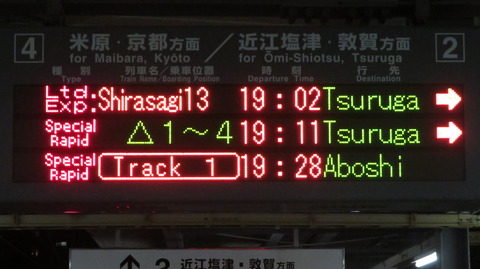 4 米原・京都方面 / 近江塩津・敦賀方面 2
for Maibara, Kyōto / for Ōmi-Shiotsu, Tsuruga
種別 列車名／乗車位置 時刻 行先
Type Train Name / Boarding Position Departure Time Destination
Ltd Exp. Shirasagi13 19:02 Tsuruga →
Special Rapid △1～4 19:11 Tsuruga →
Special Rapid Track 1 19:28 Aboshi
↑ 3 近江塩津・敦賀方面